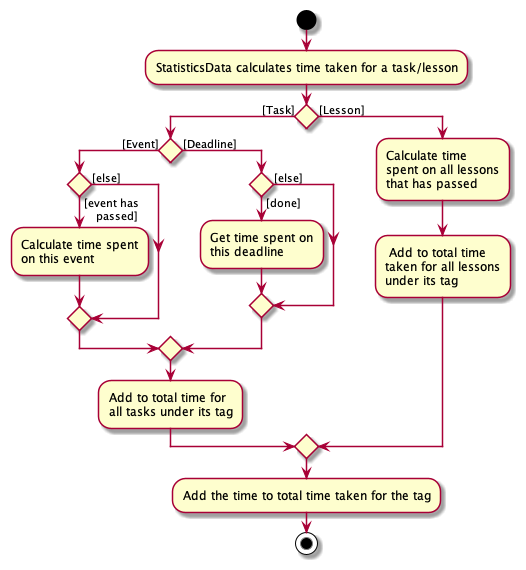 StatisticsData calculates time taken for a task/lesson
[Task]
[Lesson]
[Event]
[Deadline]
Calculate time
spent on all lessons
that has passed
[else]
[else]
[event has
passed]
[done]
Calculate time spent
on this event
Get time spent on
this deadline
Add to total time
taken for all lessons
under its tag
Add to total time for
all tasks under its tag
Add the time to total time taken for the tag